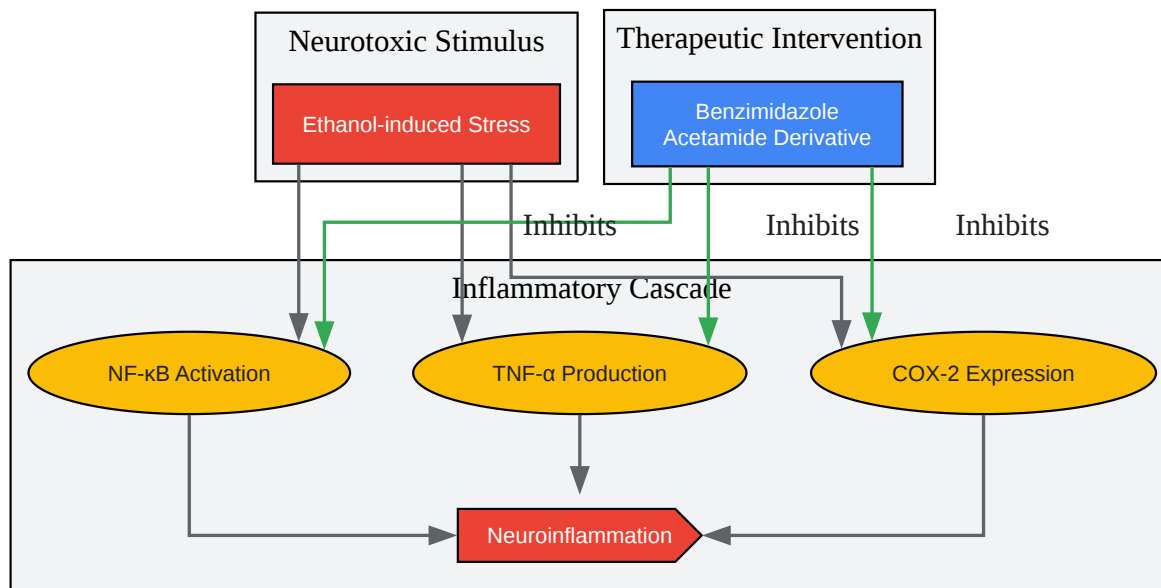 Neurotoxic Stimulus
Therapeutic Intervention
Ethanol-induced Stress
Benzimidazole
Acetamide Derivative
Inhibits
Inhibits
Inhibits
Inflammatory Cascade
NF-κB Activation
TNF-α Production
COX-2 Expression
Neuroinflammation